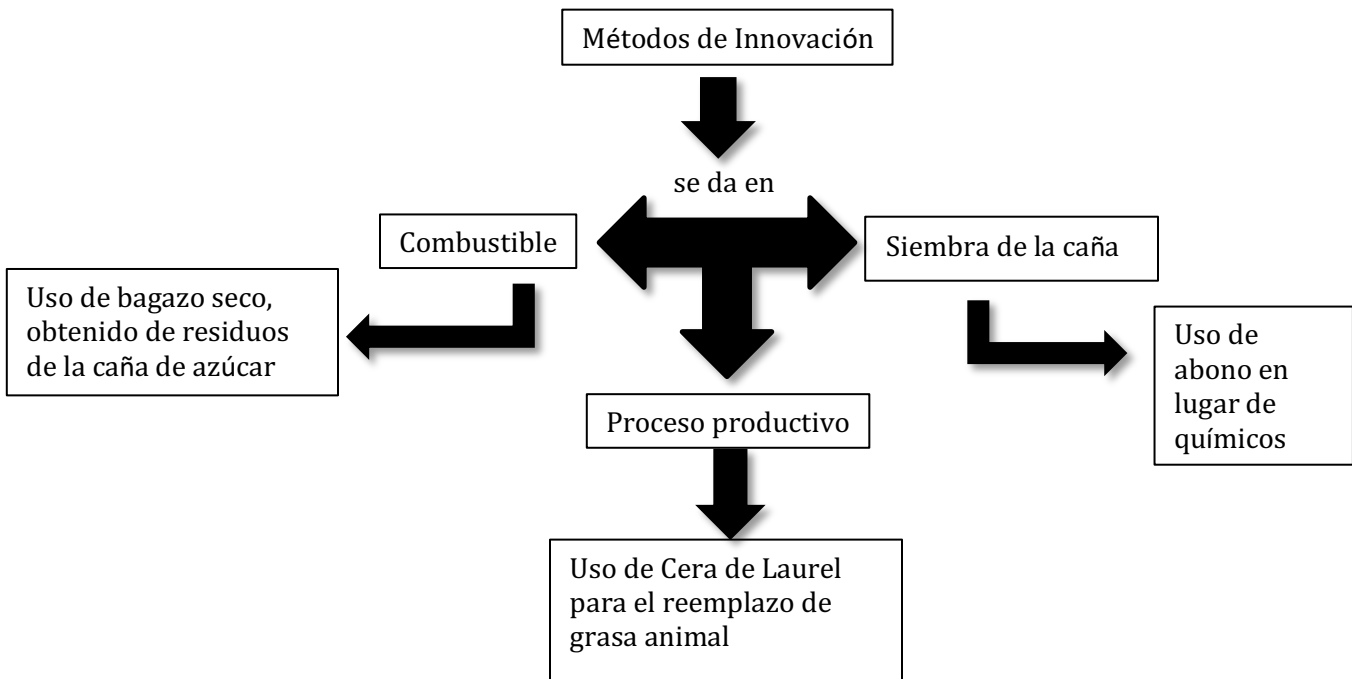 Métodos de Innovación
se da en
Combustible
Siembra de la caña
Uso de bagazo seco,
obtenido de residuos
de la caña de azúcar
Uso de
abono en
lugar de
químicos
Proceso productivo
Uso de Cera de Laurel
para el reemplazo de
grasa animal